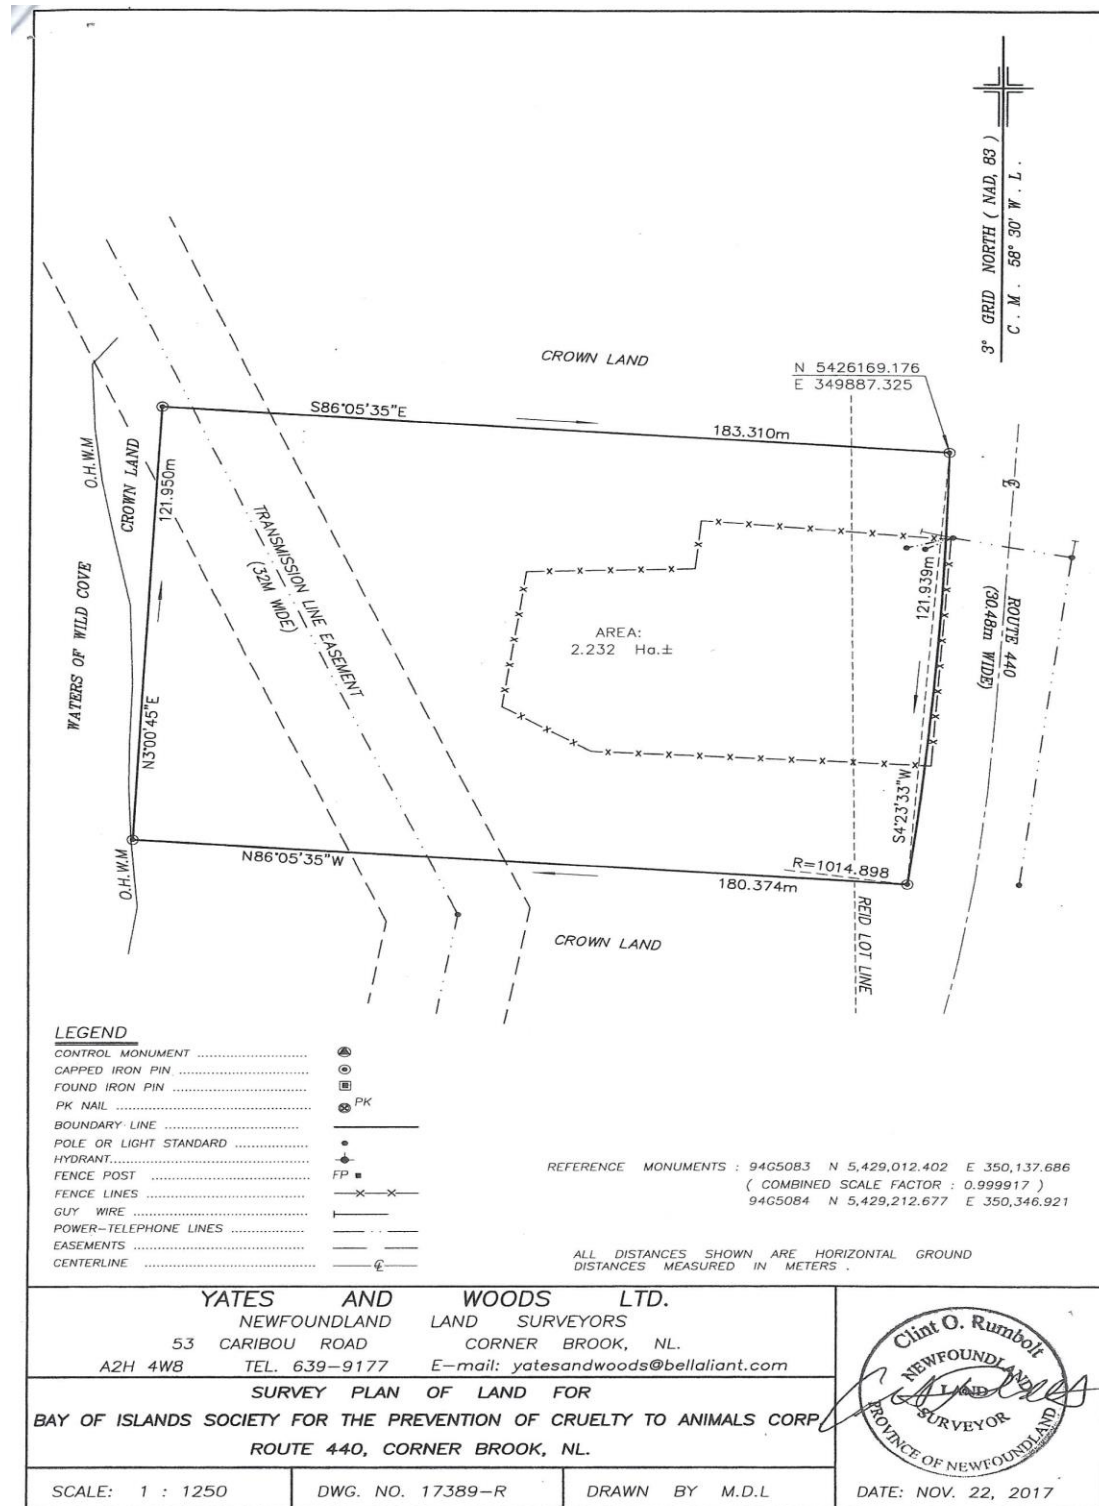 3° GRID NORTH ( NAD, 83 )
C . M . 58° 30' W . L .
CROWN LAND
N 5426169.176
E 349887.325
S86°05'35"E
183.310m
O.H.W.M
CROWN LAND
121.950m
WATERS OF WILD COVE
N3°00'45"E
TRANSMISSION LINE EASEMENT
(32M WIDE)
AREA:
2.232 Ha.±
121.939m
S4°23'33"W
℄
ROUTE 440
(30.48m WIDE)
O.H.W.M
N86°05'35"W
R=1014.898
180.374m
REID LOT LINE
CROWN LAND
LEGEND
CONTROL MONUMENT
CAPPED IRON PIN
FOUND IRON PIN
PK NAIL PK
BOUNDARY LINE
POLE OR LIGHT STANDARD
HYDRANT
FENCE POST FP
FENCE LINES
GUY WIRE
POWER-TELEPHONE LINES
EASEMENTS
CENTERLINE ℄
REFERENCE MONUMENTS : 94G5083 N 5,429,012.402 E 350,137.686
( COMBINED SCALE FACTOR : 0.999917 )
94G5084 N 5,429,212.677 E 350,346.921
ALL DISTANCES SHOWN ARE HORIZONTAL GROUND
DISTANCES MEASURED IN METERS .
YATES AND WOODS LTD.
NEWFOUNDLAND LAND SURVEYORS
53 CARIBOU ROAD CORNER BROOK, NL.
A2H 4W8 TEL. 639-9177 E-mail: yatesandwoods@bellaliant.com
SURVEY PLAN OF LAND FOR
BAY OF ISLANDS SOCIETY FOR THE PREVENTION OF CRUELTY TO ANIMALS CORP.
ROUTE 440, CORNER BROOK, NL.
Clint O. Rumbolt
NEWFOUNDLAND
LAND
SURVEYOR
PROVINCE OF NEWFOUNDLAND
SCALE: 1 : 1250
DWG. NO. 17389-R
DRAWN BY M.D.L
DATE: NOV. 22, 2017